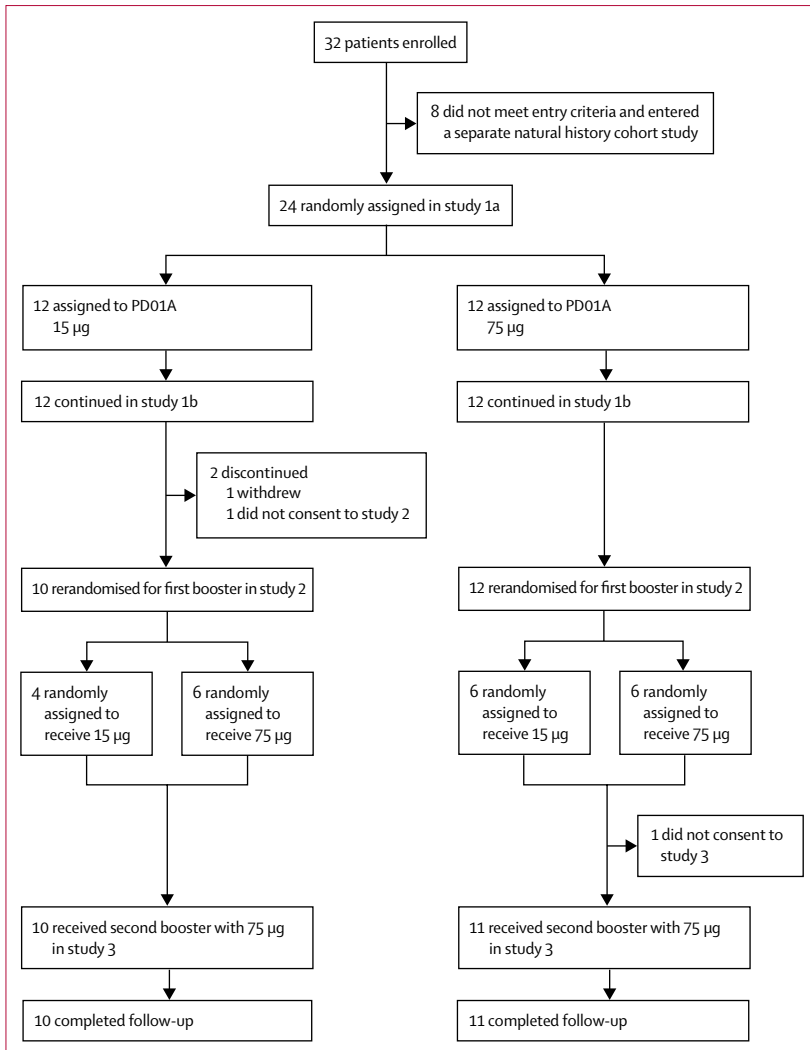 32 patients enrolled
8 did not meet entry criteria and entered
a separate natural history cohort study
24 randomly assigned in study 1a
12 assigned to PD01A
15 µg
12 assigned to PD01A
75 µg
12 continued in study 1b
12 continued in study 1b
2 discontinued
1 withdrew
1 did not consent to study 2
10 rerandomised for first booster in study 2
12 rerandomised for first booster in study 2
4 randomly
assigned to
receive 15 µg
6 randomly
assigned to
receive 75 µg
6 randomly
assigned to
receive 15 µg
6 randomly
assigned to
receive 75 µg
1 did not consent to
study 3
10 received second booster with 75 µg
in study 3
11 received second booster with 75 µg
in study 3
10 completed follow-up
11 completed follow-up